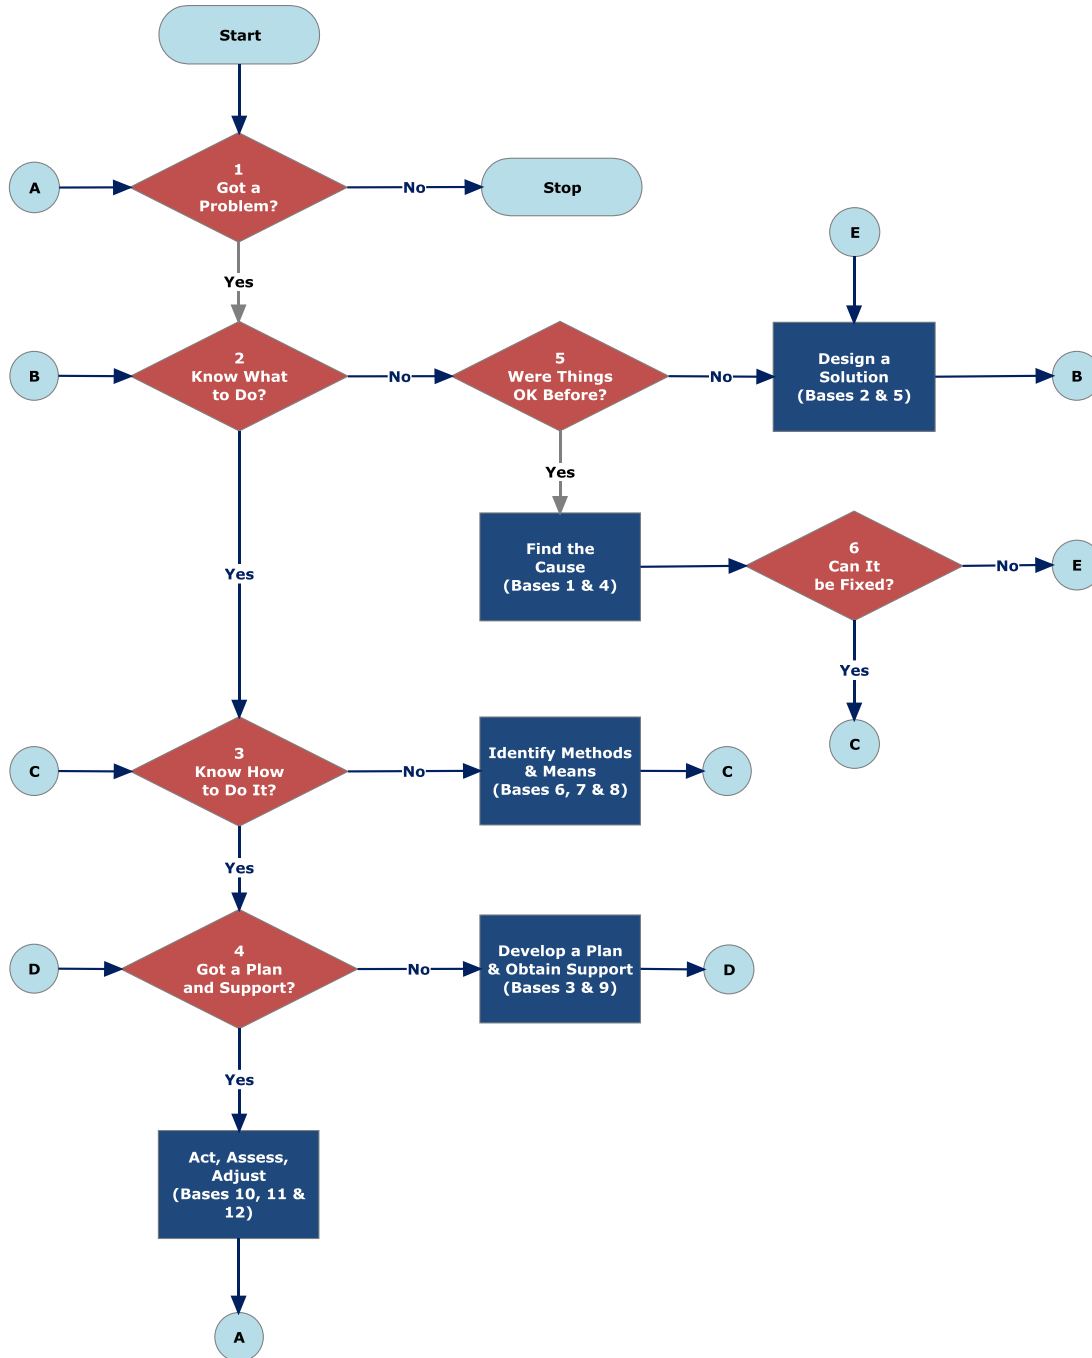 Start
A
1
Got a
Problem?
No
Stop
Yes
E
B
2
Know What
to Do?
No
5
Were Things
OK Before?
No
Design a
Solution
(Bases 2 & 5)
B
Yes
Find the
Cause
(Bases 1 & 4)
6
Can It
be Fixed?
No
E
Yes
Yes
C
C
3
Know How
to Do It?
No
Identify Methods
& Means
(Bases 6, 7 & 8)
C
Yes
D
4
Got a Plan
and Support?
No
Develop a Plan
& Obtain Support
(Bases 3 & 9)
D
Yes
Act, Assess,
Adjust
(Bases 10, 11 &
12)
A